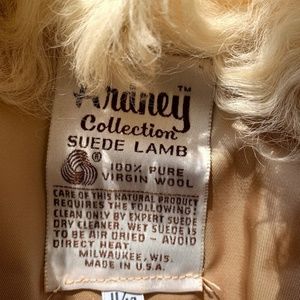 Ardney™
Collection
SUEDE LAMB
®
100% PURE
VIRGIN WOOL
CARE OF THIS NATURAL PRODUCT
REQUIRES THE FOLLOWING:
CLEAN ONLY BY EXPERT SUEDE
DRY CLEANER. WET SUEDE IS
TO BE AIR DRIED - AVOID
DIRECT HEAT.
MILWAUKEE, WIS.
MADE IN U.S.A.